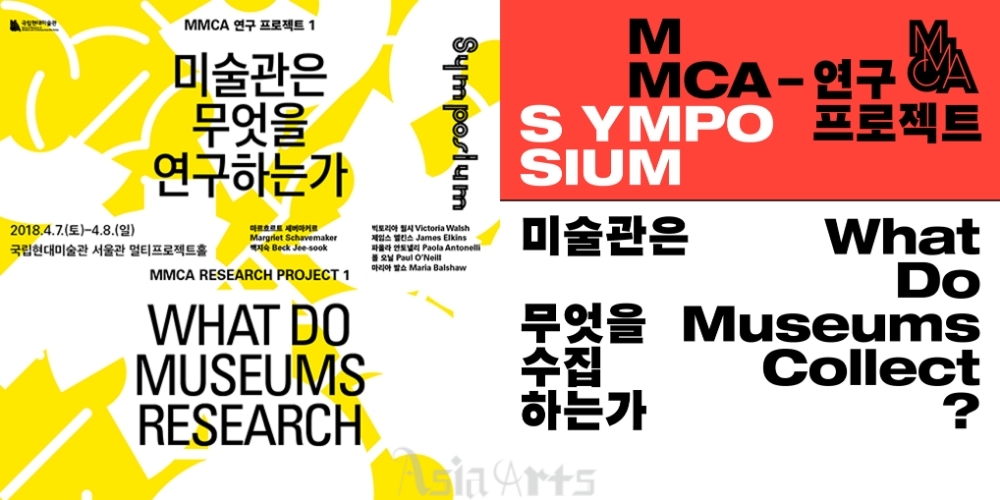 국립현대미술관
MMCA 연구 프로젝트 1
Symposium
미술관은
무엇을
연구하는가
2018.4.7.(토)–4.8.(일)
국립현대미술관 서울관 멀티프로젝트홀
마르흐리트 세버마커르
Margriet Schavemaker
백지숙 Beck Jee-sook
빅토리아 월시 Victoria Walsh
제임스 엘킨스 James Elkins
파올라 안토넬리 Paola Antonelli
폴 오닐 Paul O'Neill
마리아 발쇼 Maria Balshaw
MMCA RESEARCH PROJECT 1
WHAT DO
MUSEUMS
RESEARCH
M
MCA – 연구
프로젝트
MMCA
S YMPO
SIUM
미술관은
무엇을
수집
하는가
What
Do
Museums
Collect
?
Asia Arts